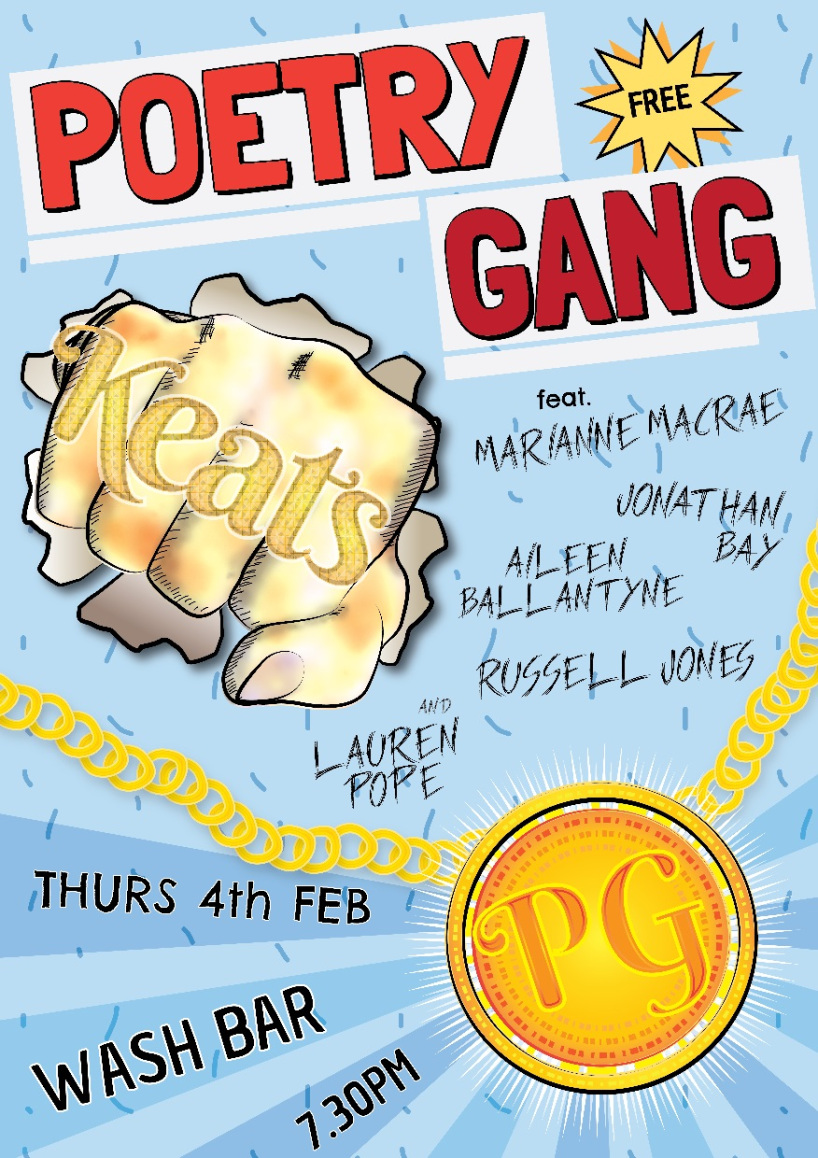 POETRY
FREE
GANG
Keats
feat.
MARIANNE MACRAE
JONATHAN
BAY
AILEEN
BALLANTYNE
RUSSELL JONES
AND
LAUREN
POPE
THURS 4th FEB
PG
WASH BAR
7.30PM